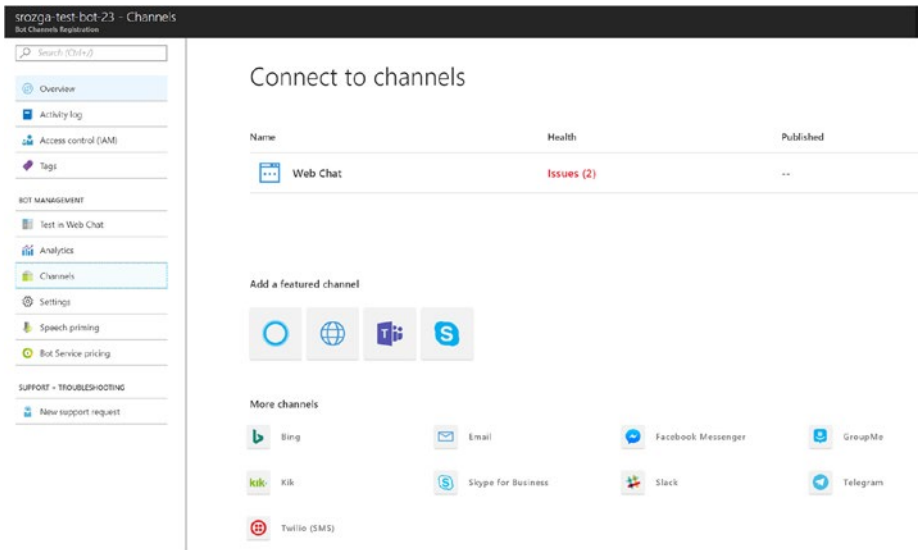 srozga-test-bot-23 - Channels
Bot Channels Registration
Search (Ctrl+/)
Overview
Activity log
Access control (IAM)
Tags
BOT MANAGEMENT
Test in Web Chat
Analytics
Channels
Settings
Speech priming
Bot Service pricing
SUPPORT + TROUBLESHOOTING
New support request
Connect to channels
Name Health Published
Web Chat Issues (2) --
Add a featured channel
T S
More channels
b Bing Email Facebook Messenger GroupMe
kik Kik S Skype for Business Slack Telegram
Twilio (SMS)